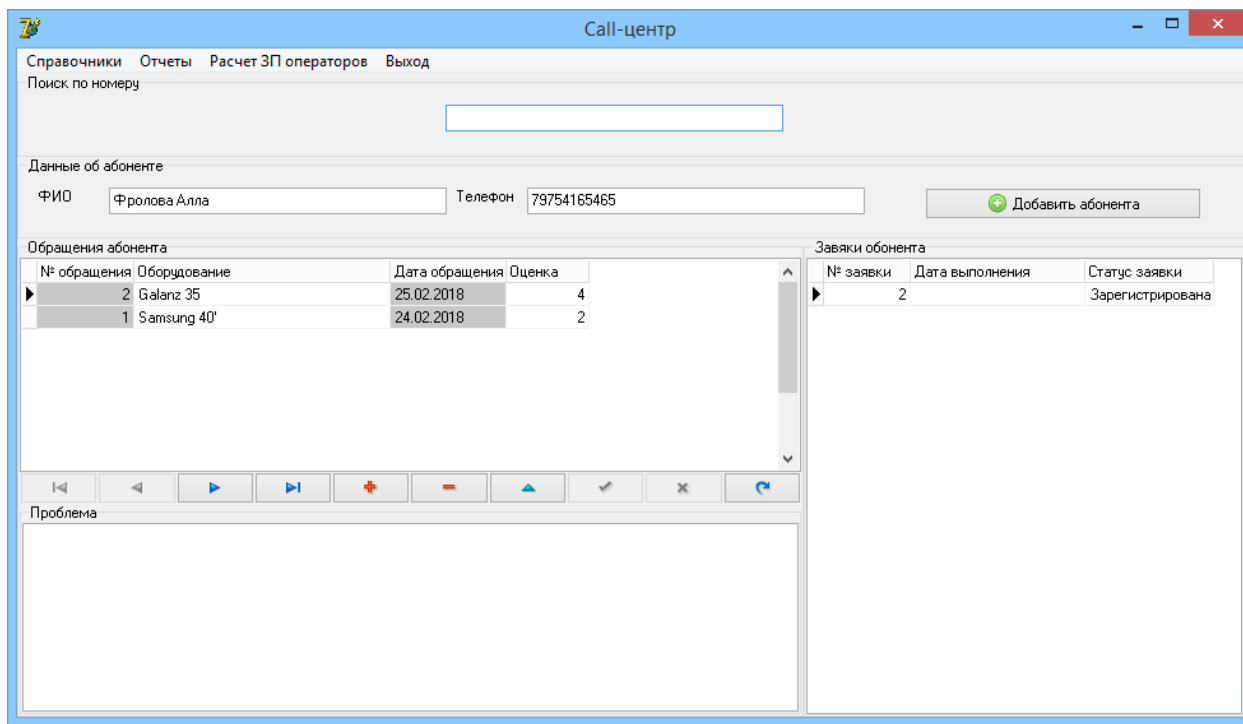 Call-центр
Справочники Отчеты Расчет ЗП операторов Выход
Поиск по номеру
Данные об абоненте
ФИО Фролова Алла Телефон 79754165465 Добавить абонента
Обращения абонента
№ обращения Оборудование Дата обращения Оценка
2 Galanz 35 25.02.2018 4
1 Samsung 40' 24.02.2018 2
Завяки обонента
№ заявки Дата выполнения Статус заявки
2 Зарегистрирована
Проблема